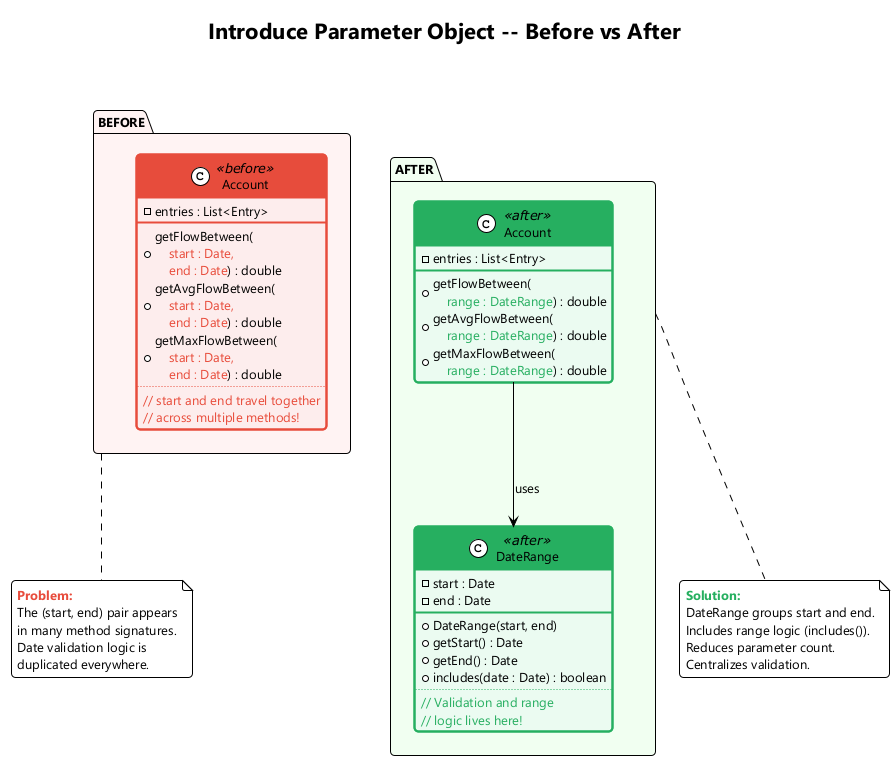 Introduce Parameter Object -- Before vs After
BEFORE
C
«before»
Account
entries : List<Entry>
getFlowBetween(
start : Date,
end : Date) : double
getAvgFlowBetween(
start : Date,
end : Date) : double
getMaxFlowBetween(
start : Date,
end : Date) : double
// start and end travel together
// across multiple methods!
Problem:
The (start, end) pair appears
in many method signatures.
Date validation logic is
duplicated everywhere.
AFTER
C
«after»
Account
entries : List<Entry>
getFlowBetween(
range : DateRange) : double
getAvgFlowBetween(
range : DateRange) : double
getMaxFlowBetween(
range : DateRange) : double
uses
C
«after»
DateRange
start : Date
end : Date
DateRange(start, end)
getStart() : Date
getEnd() : Date
includes(date : Date) : boolean
// Validation and range
// logic lives here!
Solution:
DateRange groups start and end.
Includes range logic (includes()).
Reduces parameter count.
Centralizes validation.